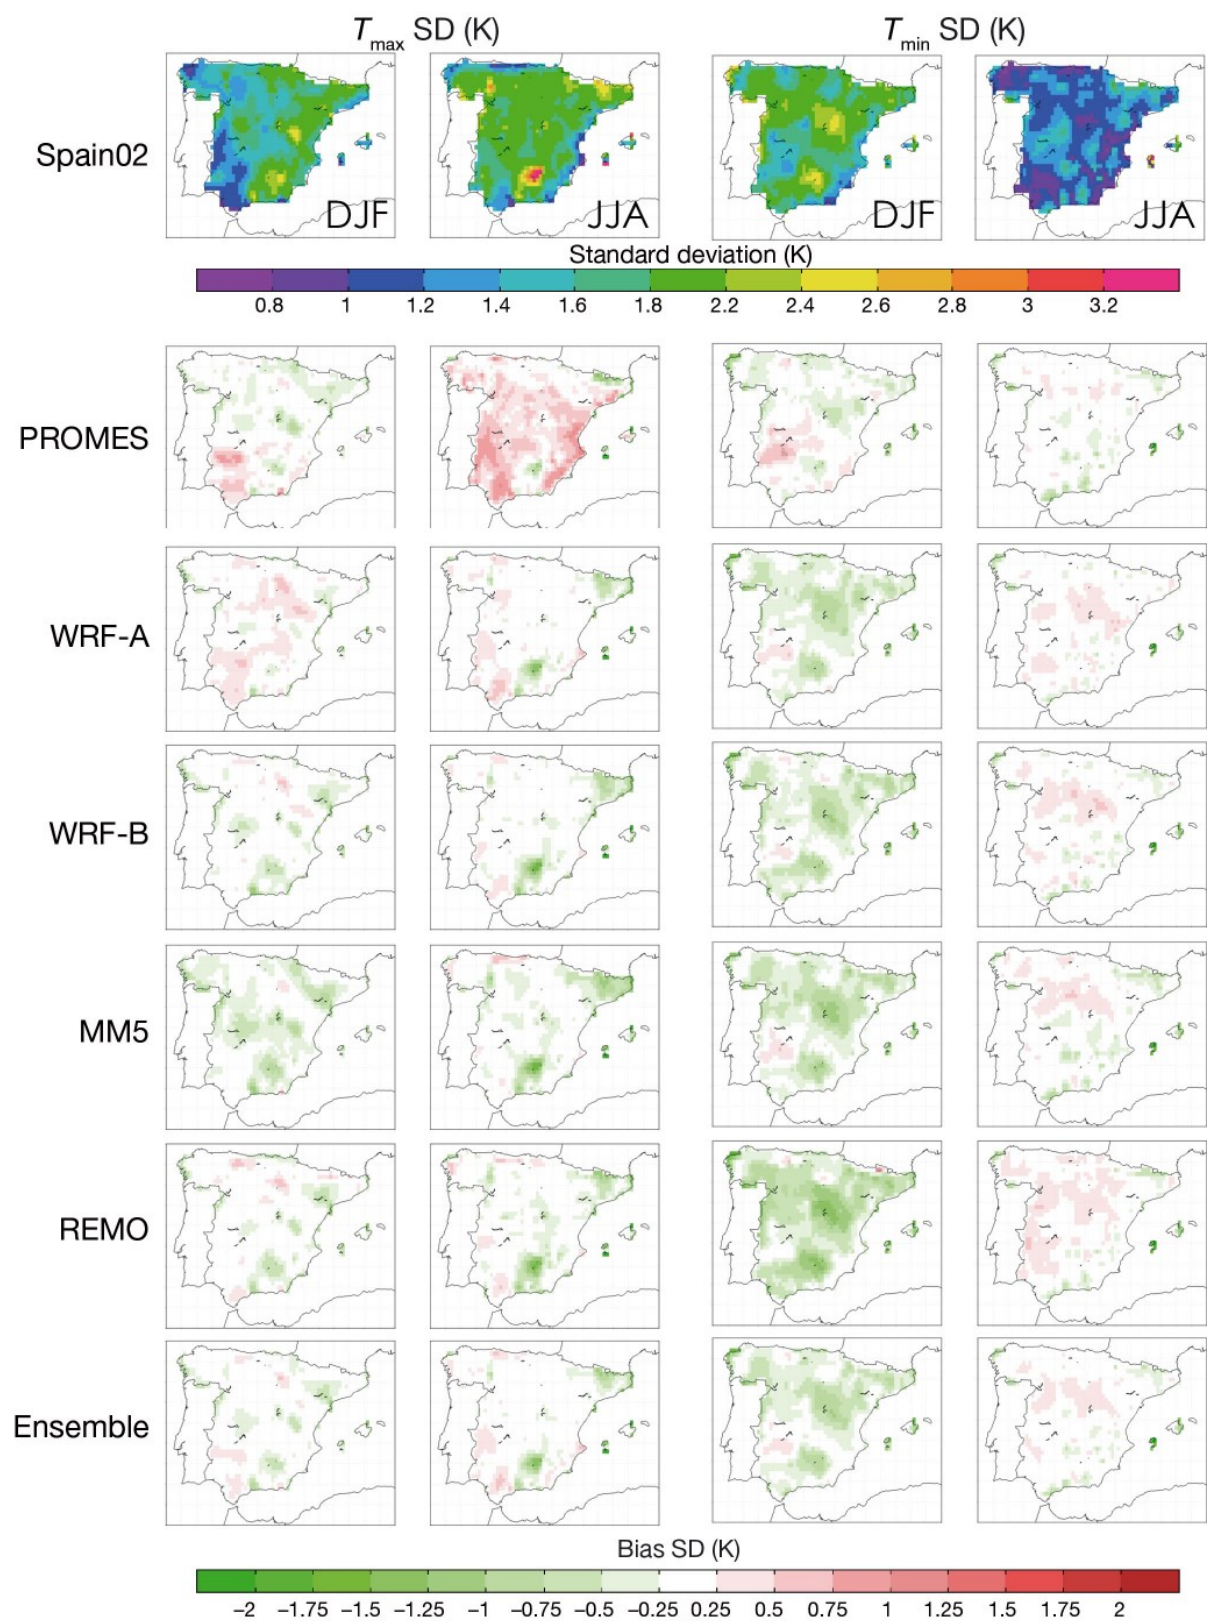 Tmax SD (K) Tmin SD (K)
Spain02
DJF JJA DJF JJA
Standard deviation (K)
0.8 1 1.2 1.4 1.6 1.8 2.2 2.4 2.6 2.8 3 3.2
PROMES
WRF-A
WRF-B
MM5
REMO
Ensemble
Bias SD (K)
−2 −1.75 −1.5 −1.25 −1 −0.75 −0.5 −0.25 0.25 0.5 0.75 1 1.25 1.5 1.75 2